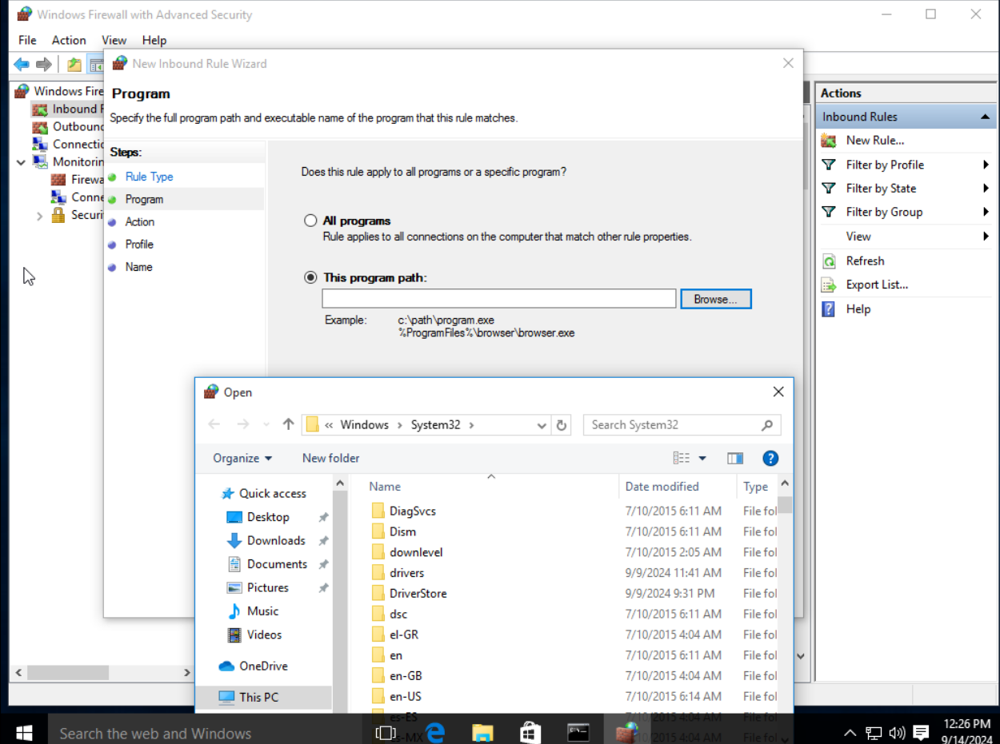 Windows Firewall with Advanced Security
File Action View Help
New Inbound Rule Wizard
Program
Specify the full program path and executable name of the program that this rule matches.
Windows Fire
Inbound R
Outbound
Connectio
Monitorin
Firewa
Conne
Securi
Steps:
Rule Type
Program
Action
Profile
Name
Does this rule apply to all programs or a specific program?
All programs
Rule applies to all connections on the computer that match other rule properties.
This program path:
Browse...
Example: c:\path\program.exe
%ProgramFiles%\browser\browser.exe
Actions
Inbound Rules
New Rule...
Filter by Profile
Filter by State
Filter by Group
View
Refresh
Export List...
Help
Open
« Windows > System32 >
Search System32
Organize New folder
Quick access
Desktop
Downloads
Documents
Pictures
Music
Videos
OneDrive
This PC
Name Date modified Type
DiagSvcs 7/10/2015 6:11 AM File fol
Dism 7/10/2015 6:11 AM File fol
downlevel 7/10/2015 2:05 AM File fol
drivers 9/9/2024 11:41 AM File fol
DriverStore 9/9/2024 9:31 PM File fol
dsc 7/10/2015 6:11 AM File fol
el-GR 7/10/2015 4:04 AM File fol
en 7/10/2015 6:11 AM File fol
en-GB 7/10/2015 4:04 AM File fol
en-US 7/10/2015 6:14 AM File fol
es-ES 7/10/2015 4:04 AM File fol
es-MX 7/10/2015 4:04 AM File fol
Search the web and Windows
12:26 PM
9/14/2024